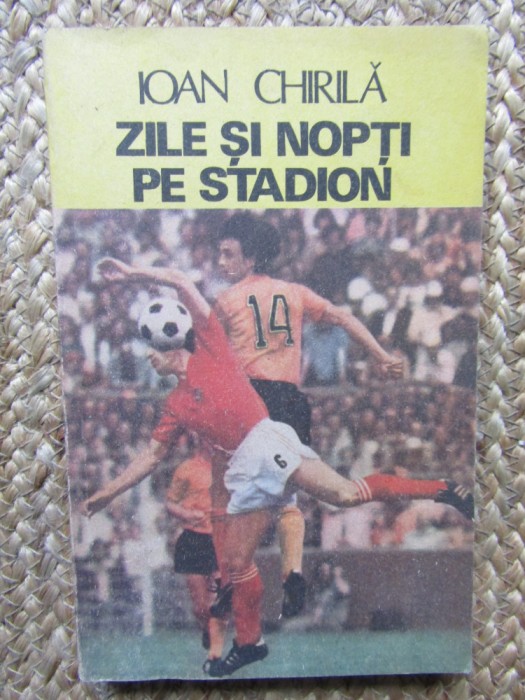 IOAN CHIRILĂ
ZILE ȘI NOPȚI
PE STADION
14
6